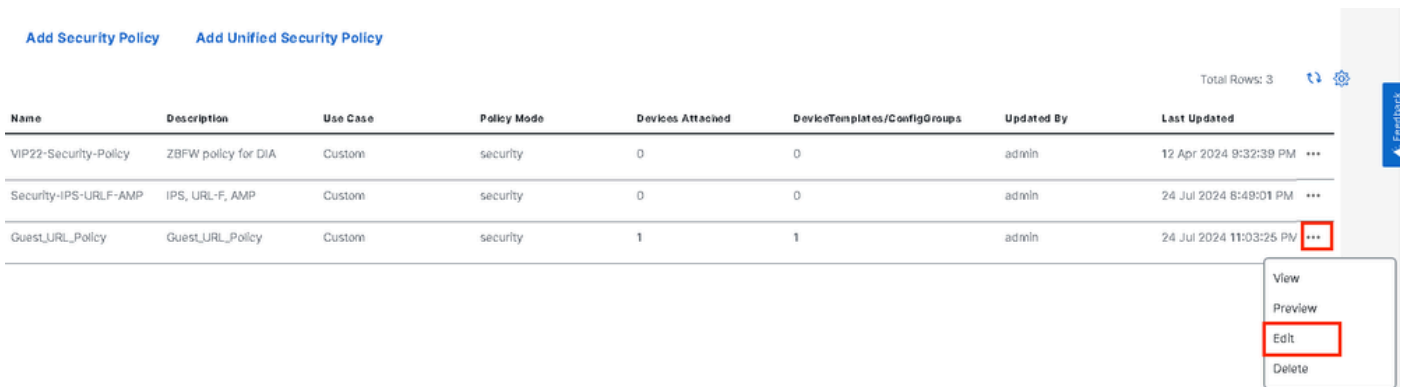 Add Security Policy Add Unified Security Policy
Total Rows: 3
Feedback
Name Description Use Case Policy Mode Devices Attached DeviceTemplates/ConfigGroups Updated By Last Updated
VIP22-Security-Policy ZBFW policy for DIA Custom security 0 0 admin 12 Apr 2024 9:32:39 PM ...
Security-IPS-URLF-AMP IPS, URL-F, AMP Custom security 0 0 admin 24 Jul 2024 8:49:01 PM ...
Guest_URL_Policy Guest_URL_Policy Custom security 1 1 admin 24 Jul 2024 11:03:25 PM ...
View
Preview
Edit
Delete